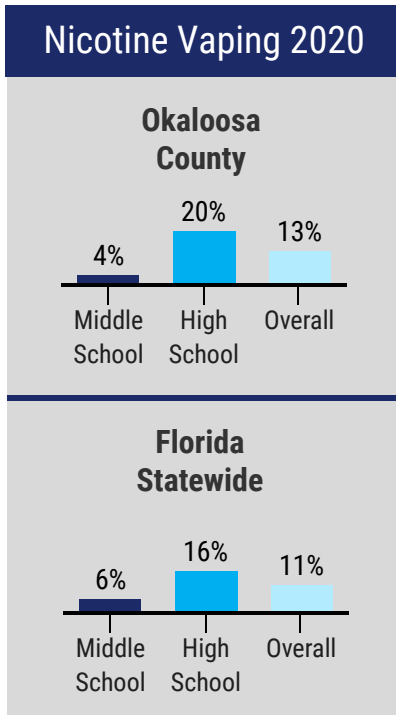 Nicotine Vaping 2020
Okaloosa
County
4%
20%
13%
Middle
School
High
School
Overall
Florida
Statewide
6%
16%
11%
Middle
School
High
School
Overall